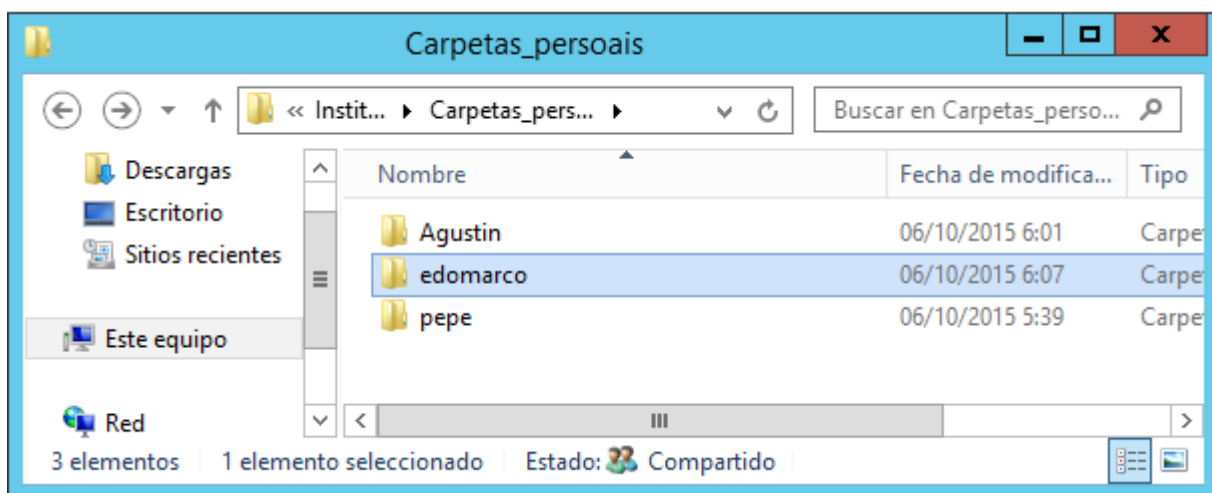 Carpetas_persoais
« Instit... Carpetas_pers...
Buscar en Carpetas_perso...
Descargas
Escritorio
Sitios recientes
Este equipo
Red
Nombre Fecha de modifica... Tipo
Agustin 06/10/2015 6:01 Carpe
edomarco 06/10/2015 6:07 Carpe
pepe 06/10/2015 5:39 Carpe
3 elementos 1 elemento seleccionado Estado: Compartido